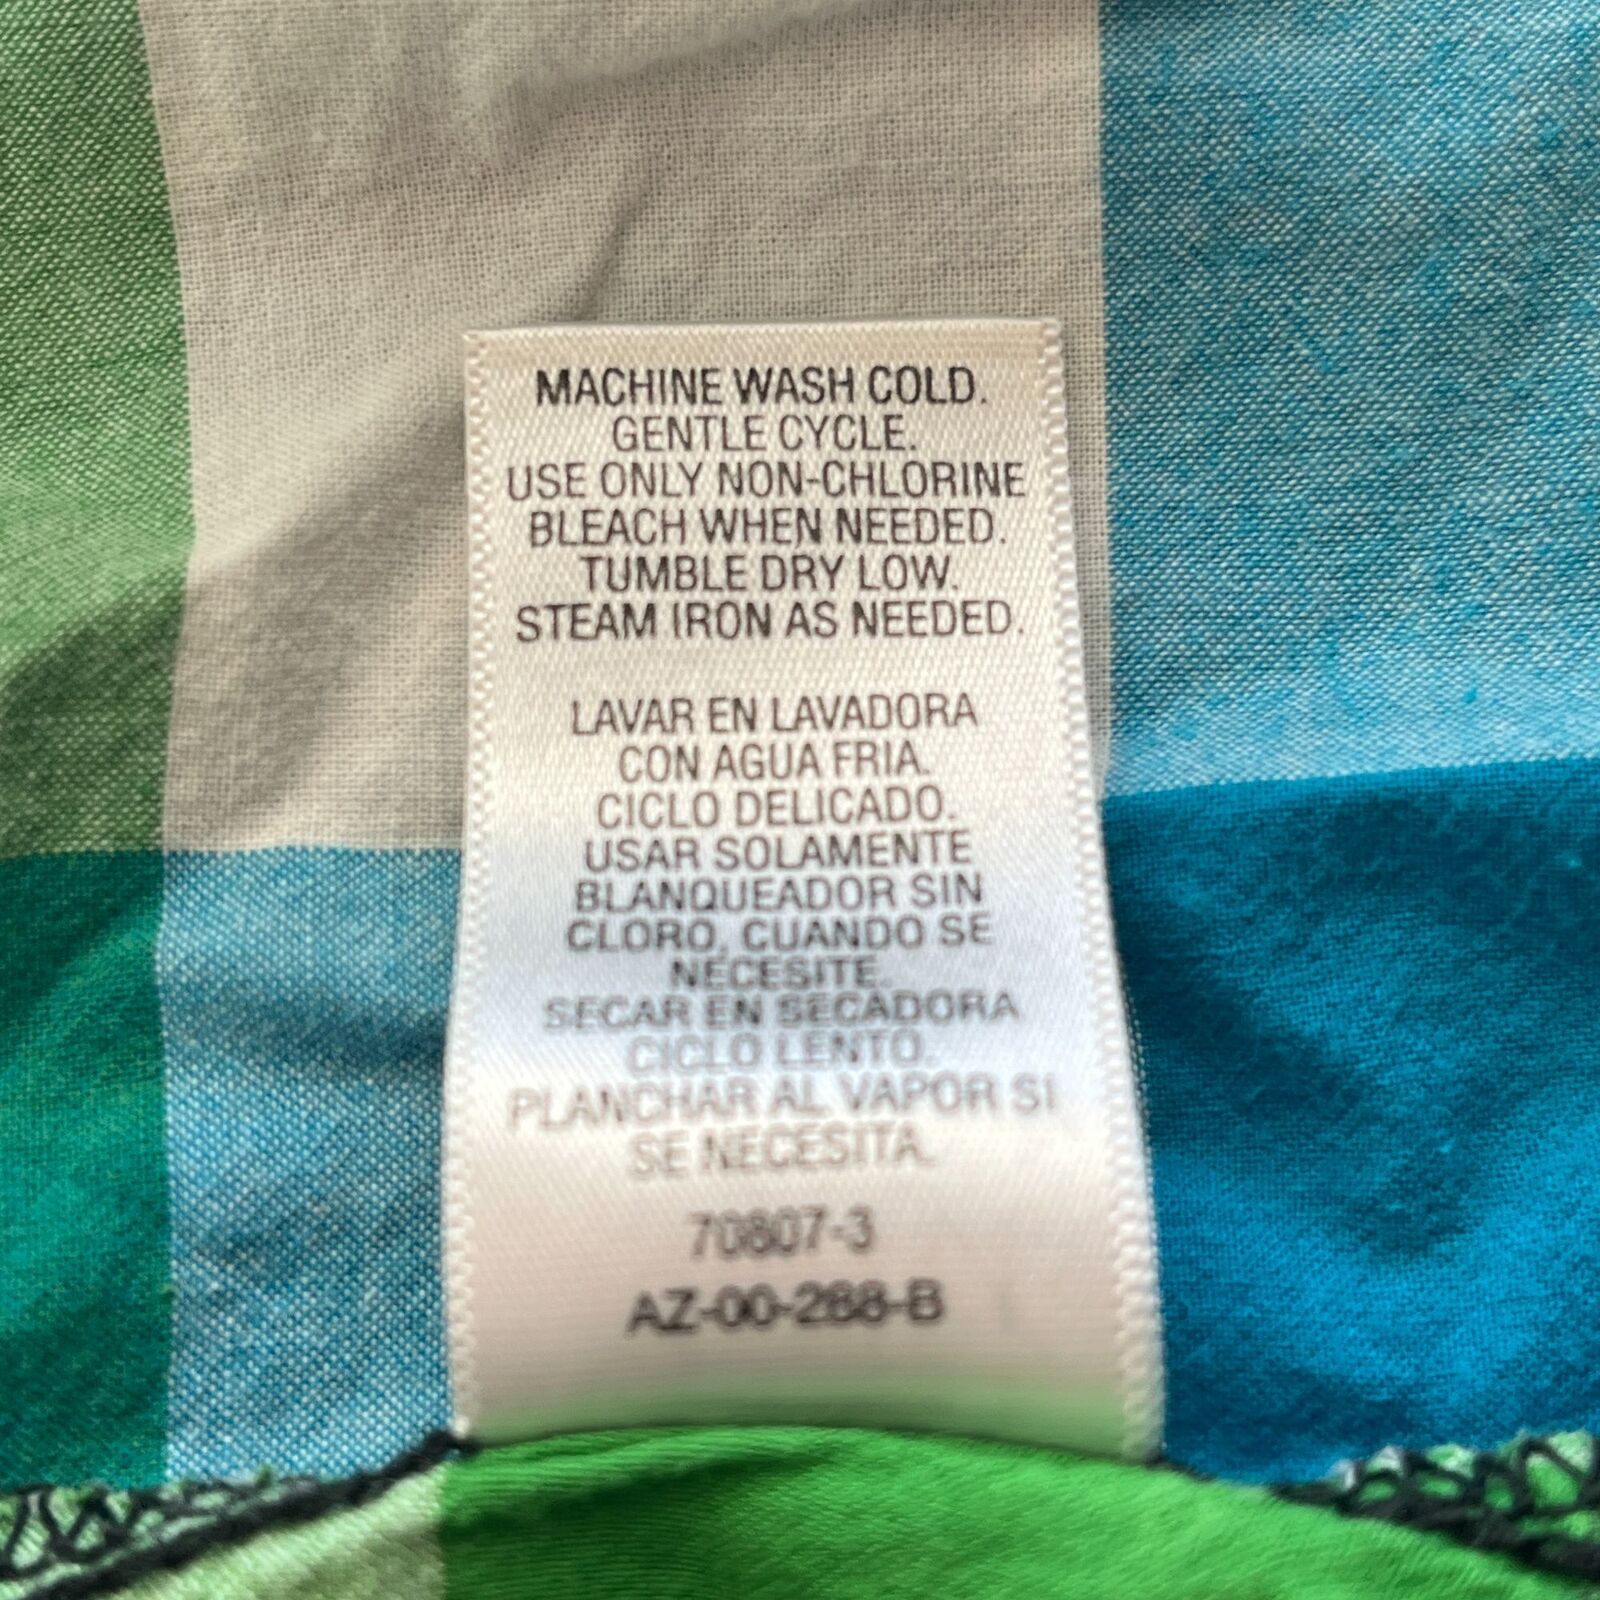 MACHINE WASH COLD.
GENTLE CYCLE.
USE ONLY NON-CHLORINE
BLEACH WHEN NEEDED.
TUMBLE DRY LOW.
STEAM IRON AS NEEDED.
LAVAR EN LAVADORA
CON AGUA FRIA.
CICLO DELICADO.
USAR SOLAMENTE
BLANQUEADOR SIN
CLORO, CUANDO SE
NECESITE.
SECAR EN SECADORA
CICLO LENTO.
PLANCHAR AL VAPOR SI
SE NECESITA.
70807-3
AZ-00-288-B